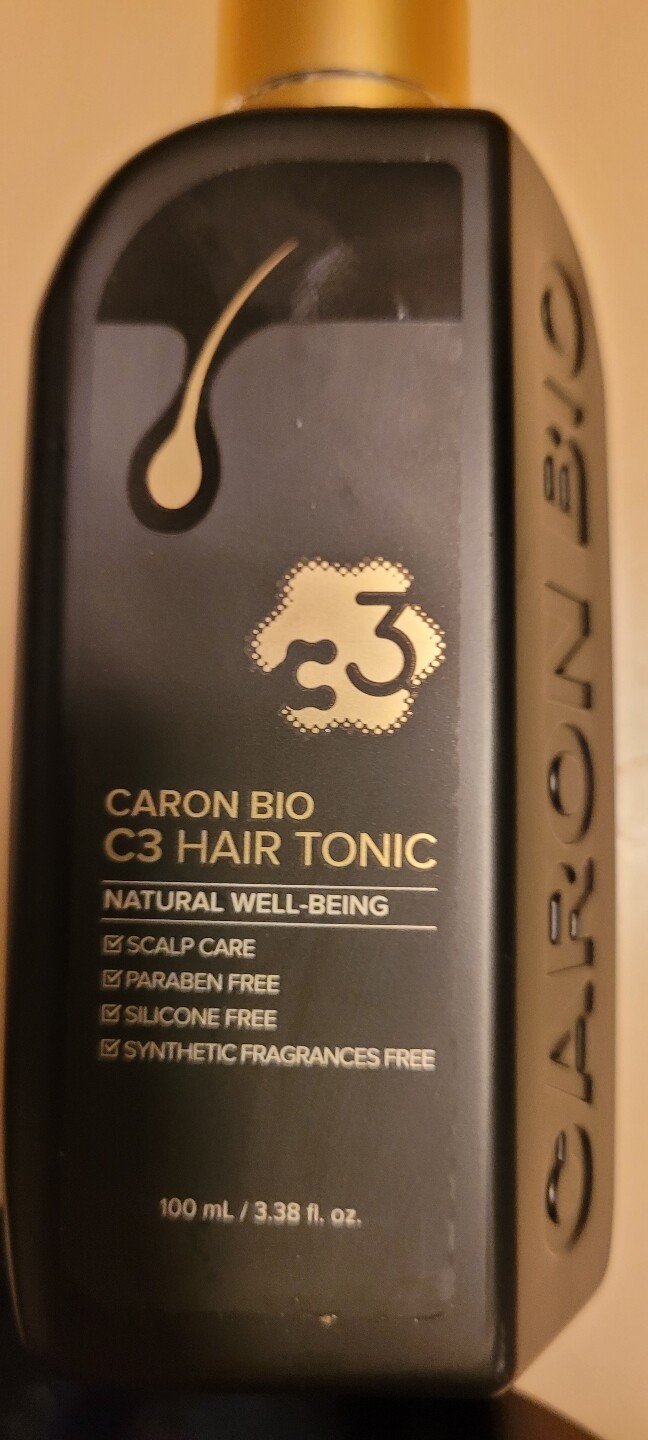 c3
CARON BIO
C3 HAIR TONIC
NATURAL WELL-BEING
SCALP CARE
PARABEN FREE
SILICONE FREE
SYNTHETIC FRAGRANCES FREE
100 mL / 3.38 fl. oz.
CARON BIO